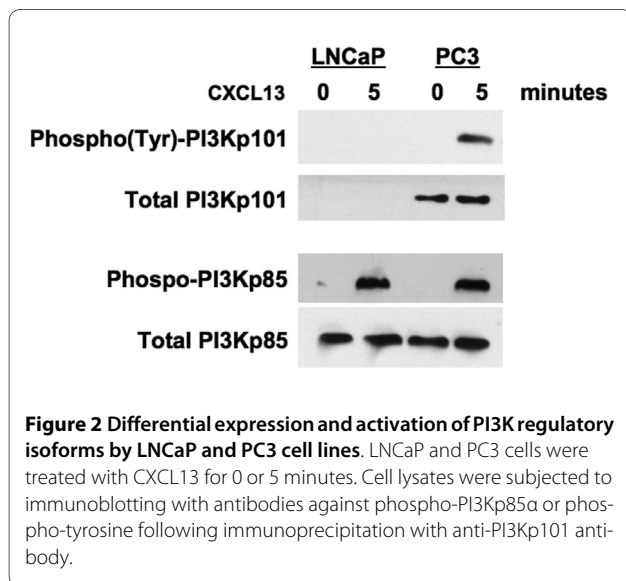 LNCaP PC3
CXCL13 0 5 0 5 minutes
Phospho(Tyr)-PI3Kp101
Total PI3Kp101
Phospo-PI3Kp85
Total PI3Kp85
Figure 2 Differential expression and activation of PI3K regulatory
isoforms by LNCaP and PC3 cell lines. LNCaP and PC3 cells were
treated with CXCL13 for 0 or 5 minutes. Cell lysates were subjected to
immunoblotting with antibodies against phospho-PI3Kp85α or phos-
pho-tyrosine following immunoprecipitation with anti-PI3Kp101 anti-
body.